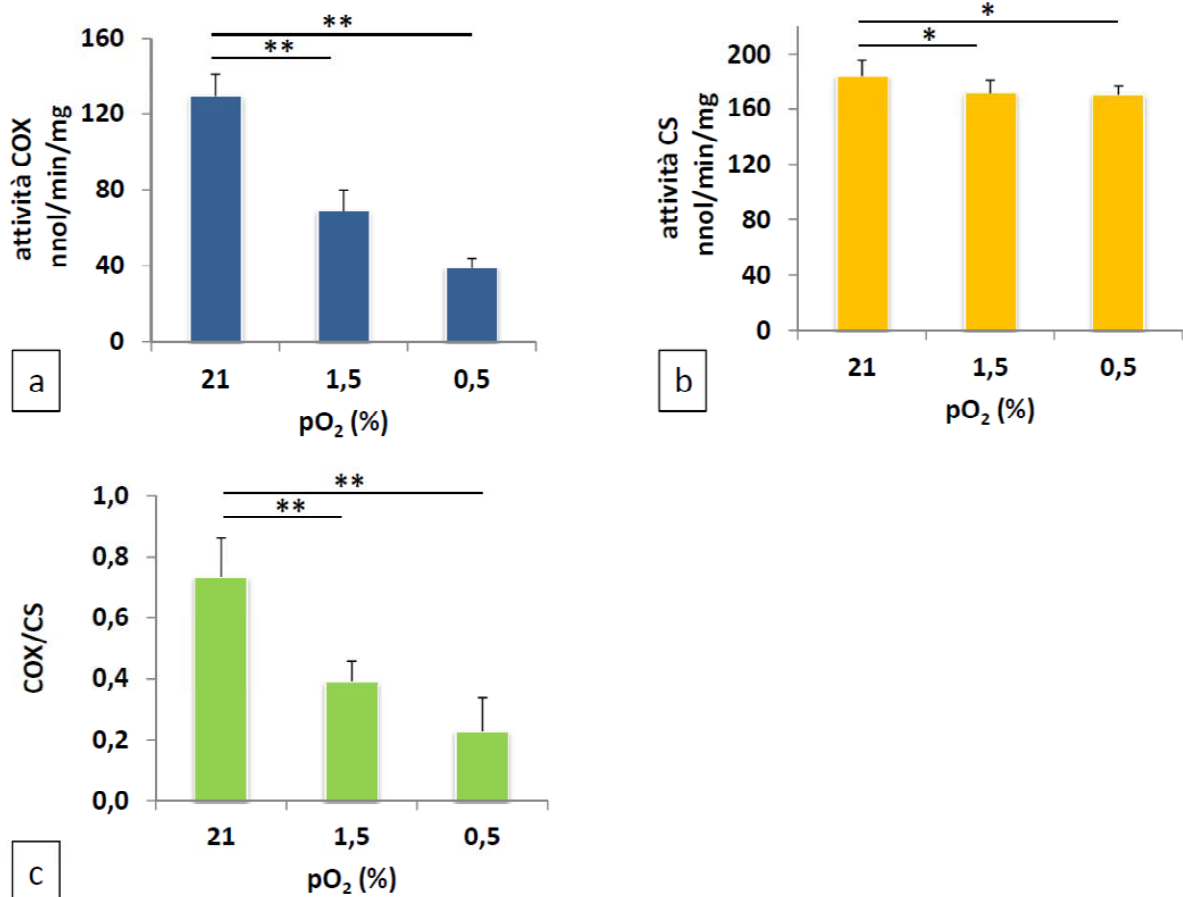 **
**
160
120
80
40
0
attività COX
nnol/min/mg
21 1,5 0,5
pO₂ (%)
a
*
*
200
160
120
80
40
0
attività CS
nnol/min/mg
21 1,5 0,5
pO₂ (%)
b
**
**
1,0
0,8
0,6
0,4
0,2
0,0
COX/CS
21 1,5 0,5
pO₂ (%)
c